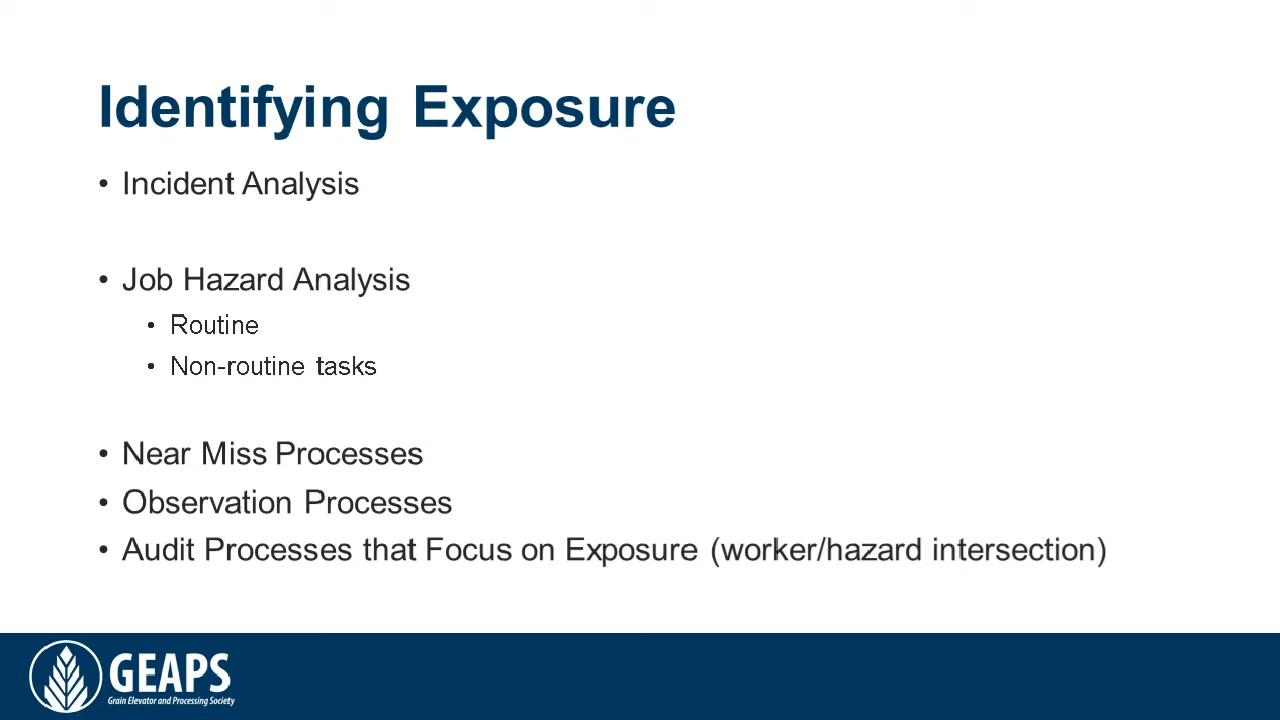 Identifying Exposure
• Incident Analysis
• Job Hazard Analysis
• Routine
• Non-routine tasks
• Near Miss Processes
• Observation Processes
• Audit Processes that Focus on Exposure (worker/hazard intersection)
GEAPS
Grain Elevator and Processing Society